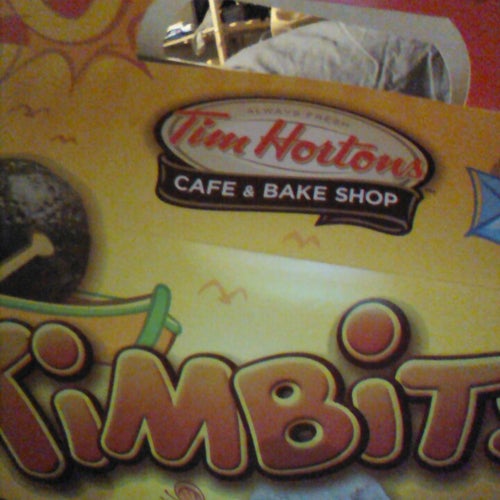 ALWAYS FRESH
Tim Hortons
CAFE & BAKE SHOP
TiMBiTS